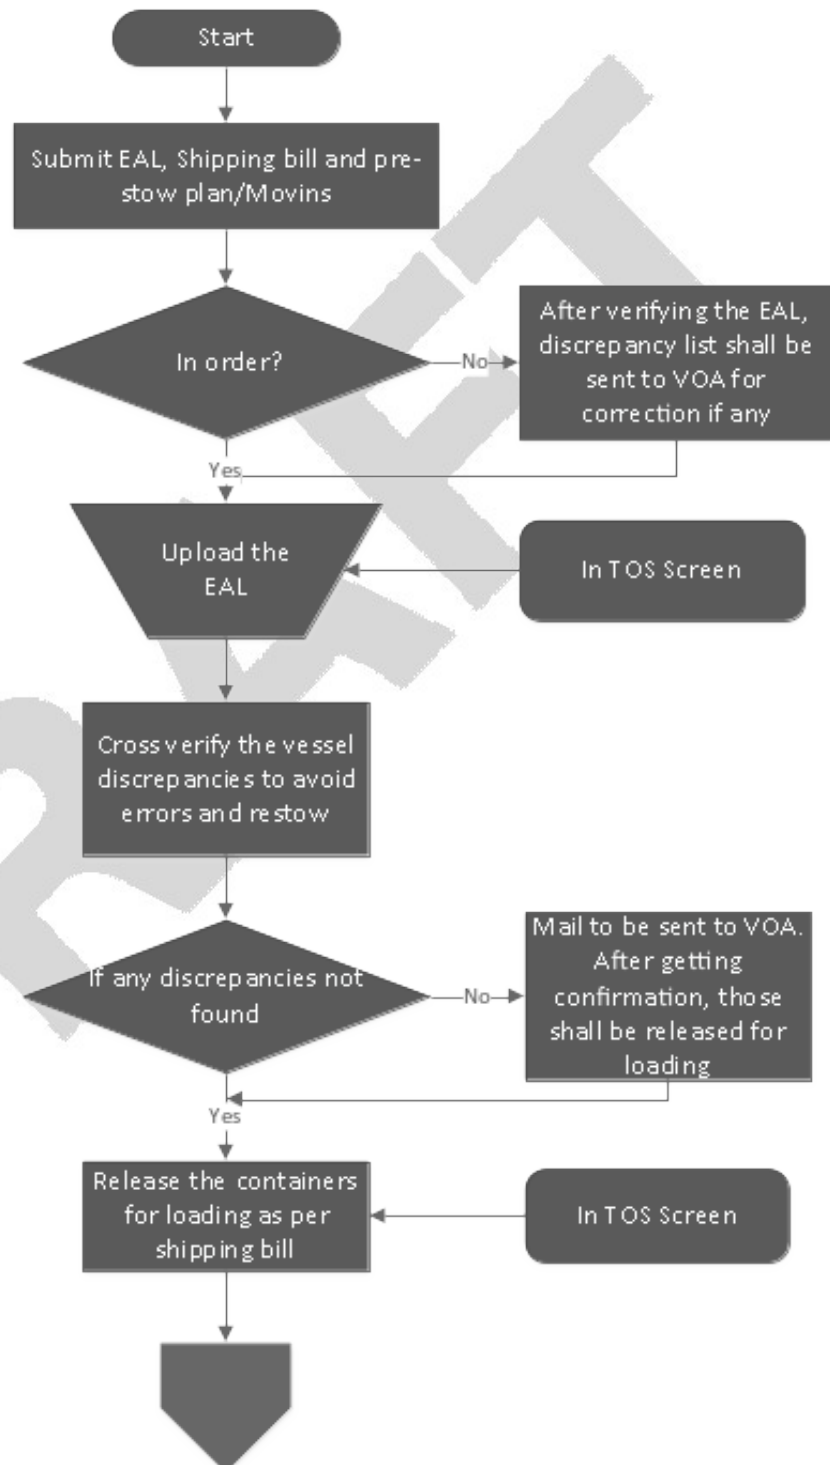 Start
Submit EAL, Shipping bill and pre-
stow plan/Movins
In order?
No
After verifying the EAL,
discrepancy list shall be
sent to VOA for
correction if any
Yes
Upload the
EAL
In TOS Screen
Cross verify the vessel
discrepancies to avoid
errors and restow
If any discrepancies not
found
No
Mail to be sent to VOA.
After getting
confirmation, those
shall be released for
loading
Yes
Release the containers
for loading as per
shipping bill
In TOS Screen